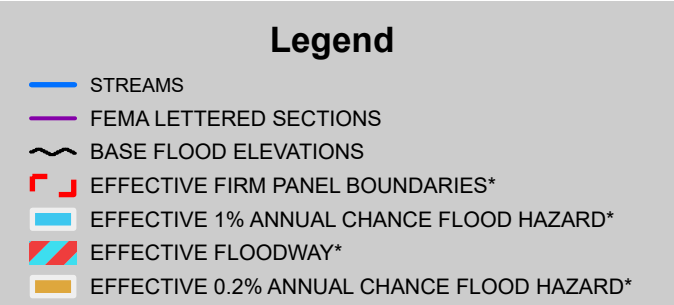 Legend
STREAMS
FEMA LETTERED SECTIONS
BASE FLOOD ELEVATIONS
EFFECTIVE FIRM PANEL BOUNDARIES*
EFFECTIVE 1% ANNUAL CHANCE FLOOD HAZARD*
EFFECTIVE FLOODWAY*
EFFECTIVE 0.2% ANNUAL CHANCE FLOOD HAZARD*